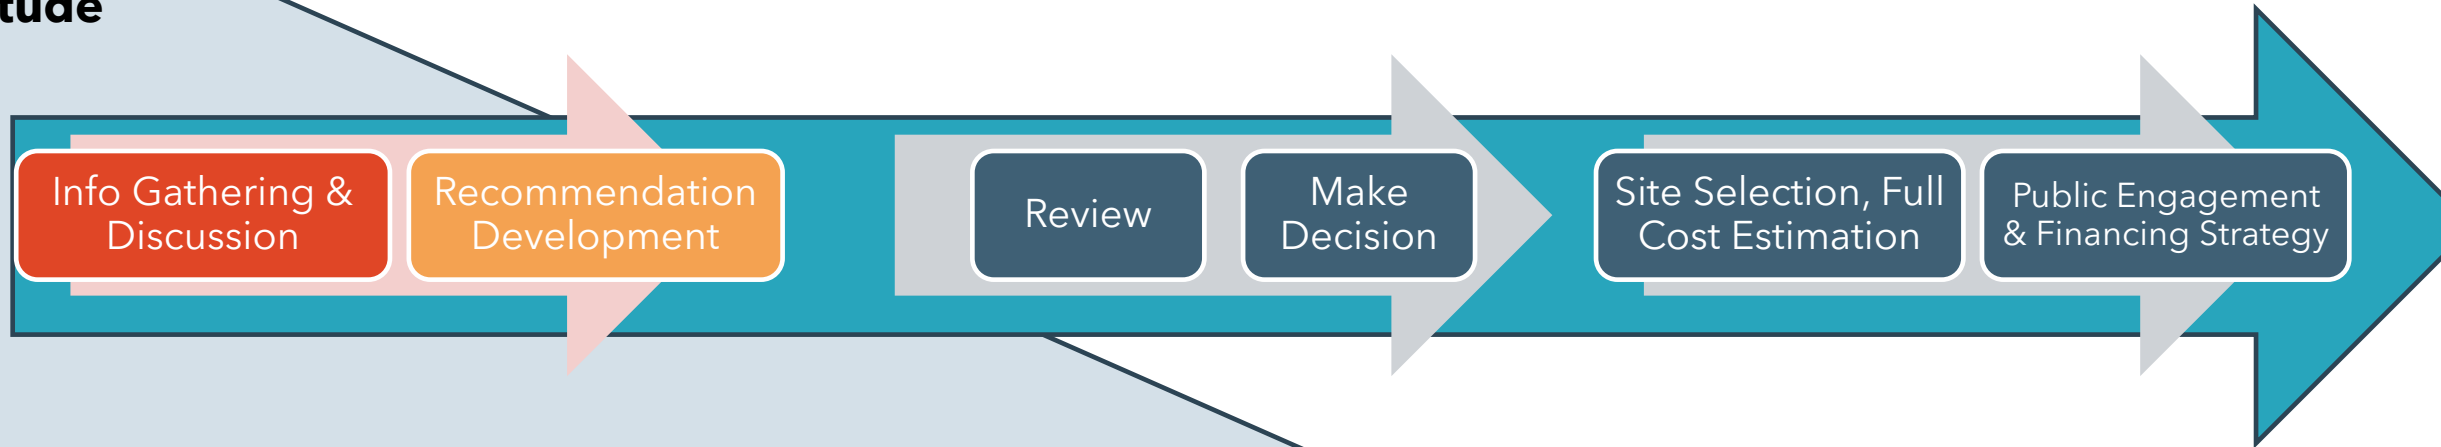 tude
Info Gathering &
Discussion
Recommendation
Development
Review
Make
Decision
Site Selection, Full
Cost Estimation
Public Engagement
& Financing Strategy